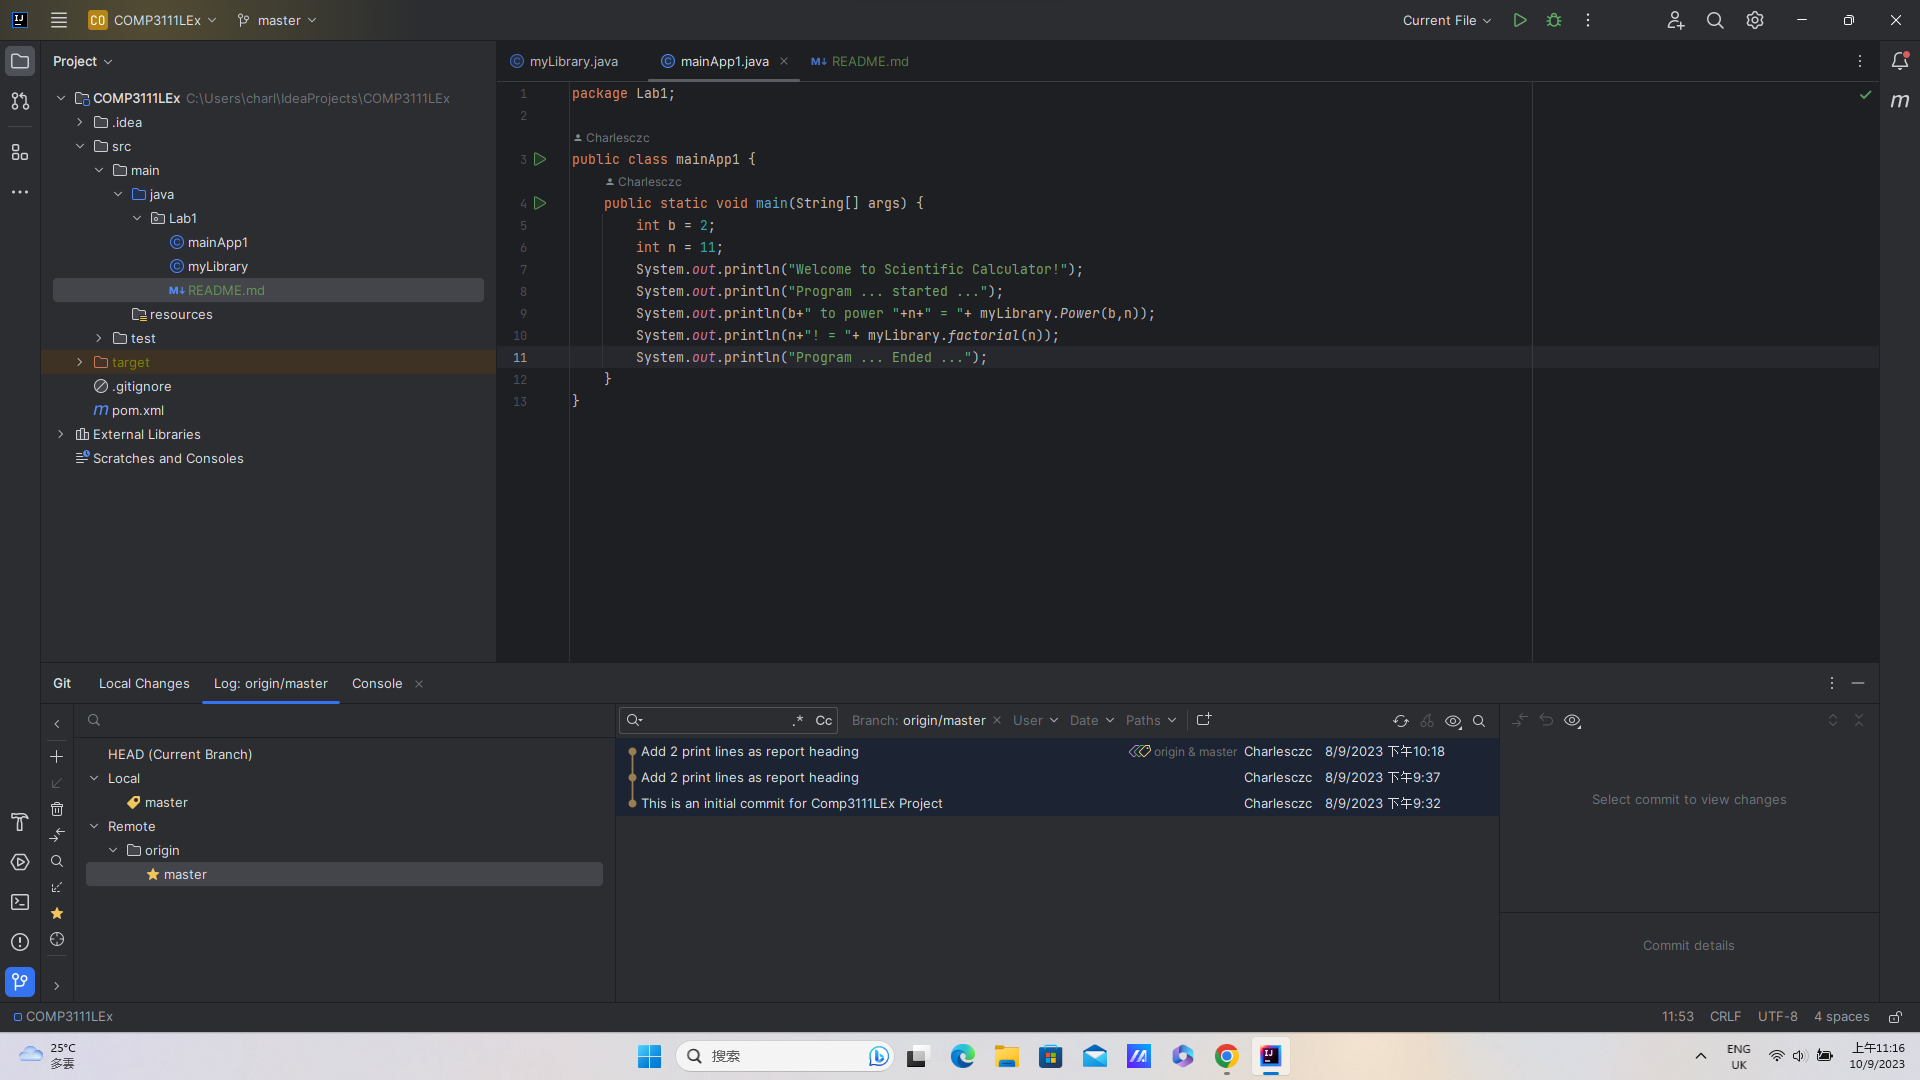 CO COMP3111LEx master Current File
Project
myLibrary.java mainApp1.java README.md
COMP3111LEx C:\Users\charl\IdeaProjects\COMP3111LEx
.idea
src
main
java
Lab1
mainApp1
myLibrary
README.md
resources
test
target
.gitignore
pom.xml
External Libraries
Scratches and Consoles
1 package Lab1;
2
Charlesczc
3 public class mainApp1 {
Charlesczc
4 public static void main(String[] args) {
5 int b = 2;
6 int n = 11;
7 System.out.println("Welcome to Scientific Calculator!");
8 System.out.println("Program ... started ...");
9 System.out.println(b+" to power "+n+" = "+ myLibrary.Power(b,n));
10 System.out.println(n+"! = "+ myLibrary.factorial(n));
11 System.out.println("Program ... Ended ...");
12 }
13 }
Git Local Changes Log: origin/master Console
.* Cc Branch: origin/master User Date Paths
HEAD (Current Branch)
Local
master
Remote
origin
master
Add 2 print lines as report heading origin & master Charlesczc 8/9/2023 下午10:18
Add 2 print lines as report heading Charlesczc 8/9/2023 下午9:37
This is an initial commit for Comp3111LEx Project Charlesczc 8/9/2023 下午9:32
Select commit to view changes
Commit details
COMP3111LEx 11:53 CRLF UTF-8 4 spaces
25°C
多雲
搜索
ENG
UK
上午11:16
10/9/2023